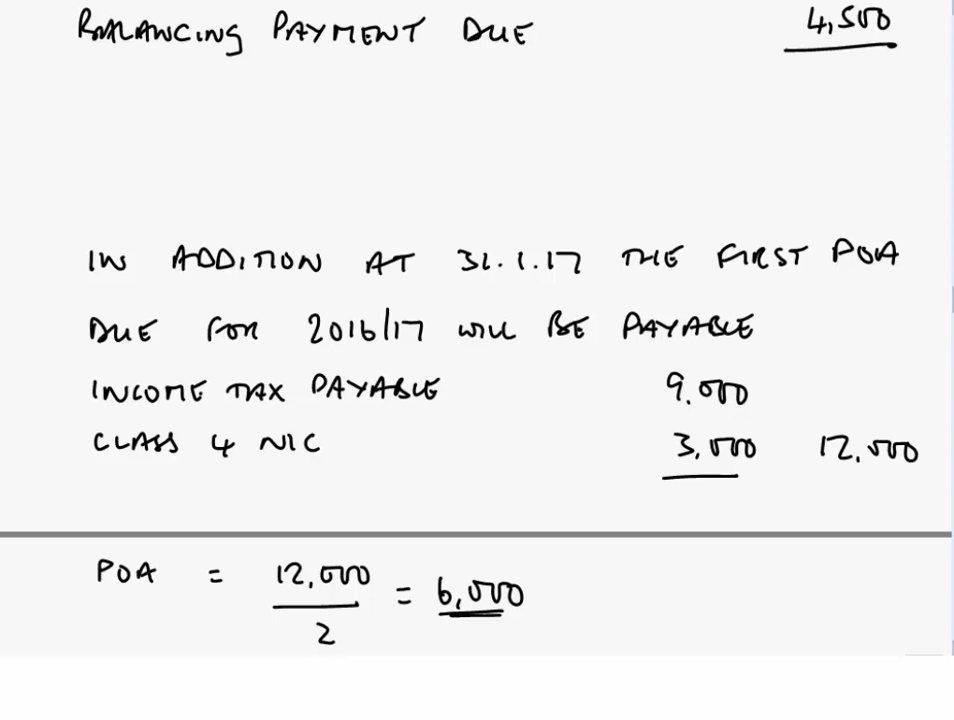 BALANCING PAYMENT DUE 4,500
IN ADDITION AT 31.1.17 THE FIRST POA
DUE FOR 2016/17 WILL BE PAYABLE
INCOME TAX PAYABLE 9.000
CLASS 4 NIC 3,000 12.000
POA = 12,000 = 6,000
2